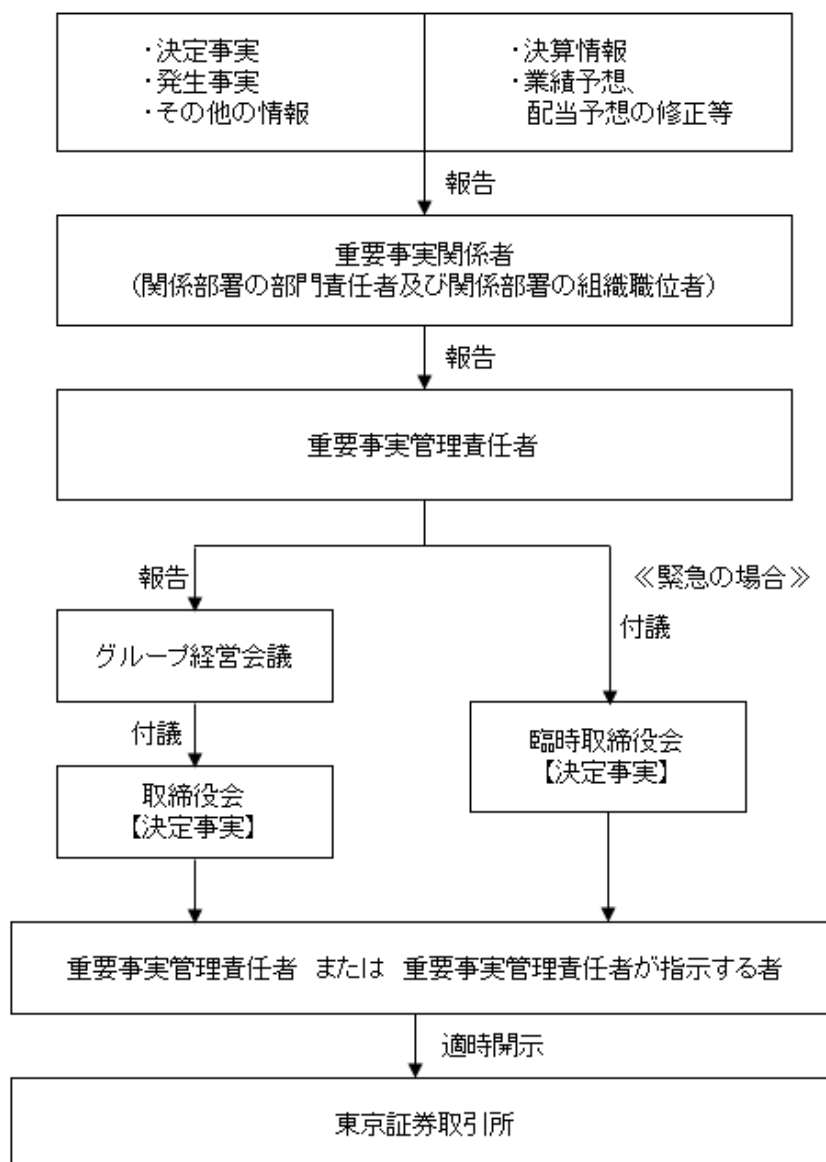 ・決定事実
・発生事実
・その他の情報
・決算情報
・業績予想、
配当予想の修正等
報告
重要事実関係者
（関係部署の部門責任者及び関係部署の組織職位者）
報告
重要事実管理責任者
報告
≪緊急の場合≫
付議
グループ経営会議
付議
臨時取締役会
【決定事実】
取締役会
【決定事実】
重要事実管理責任者 または 重要事実管理責任者が指示する者
適時開示
東京証券取引所